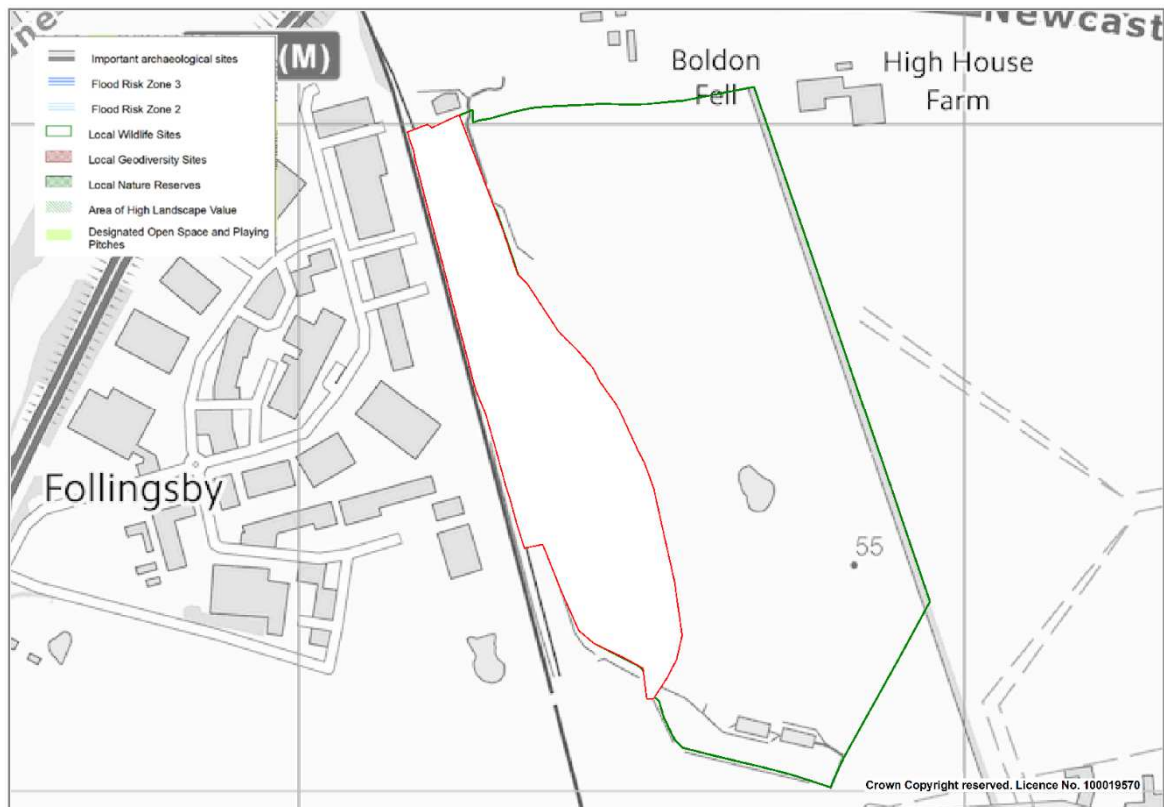 Newcast
(M)
Important archaeological sites
Flood Risk Zone 3
Flood Risk Zone 2
Local Wildlife Sites
Local Geodiversity Sites
Local Nature Reserves
Area of High Landscape Value
Designated Open Space and Playing
Pitches
Boldon
Fell
High House
Farm
Follingsby
55
Crown Copyright reserved. Licence No. 100019570